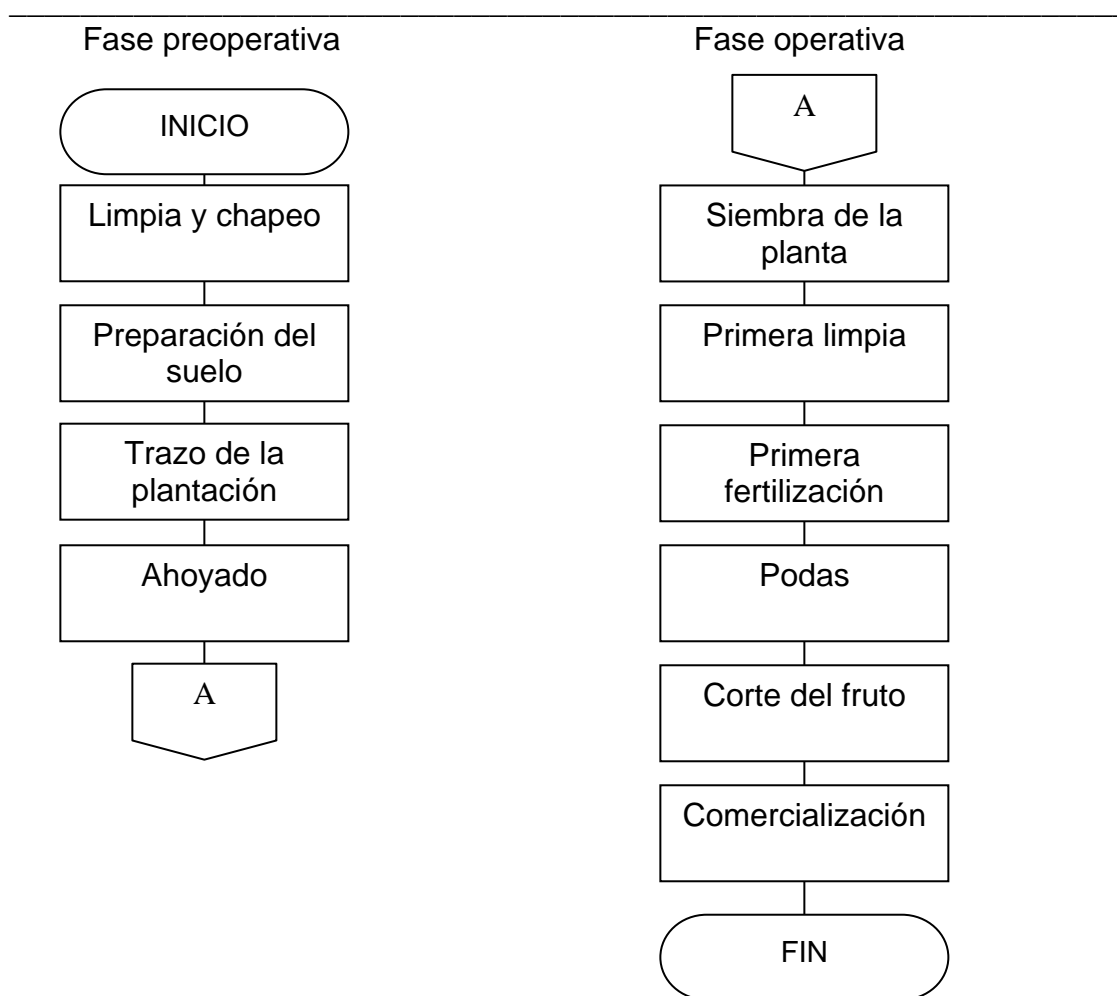 Fase preoperativa
INICIO
Limpia y chapeo
Preparación del
suelo
Trazo de la
plantación
Ahoyado
A
Fase operativa
A
Siembra de la
planta
Primera limpia
Primera
fertilización
Podas
Corte del fruto
Comercialización
FIN